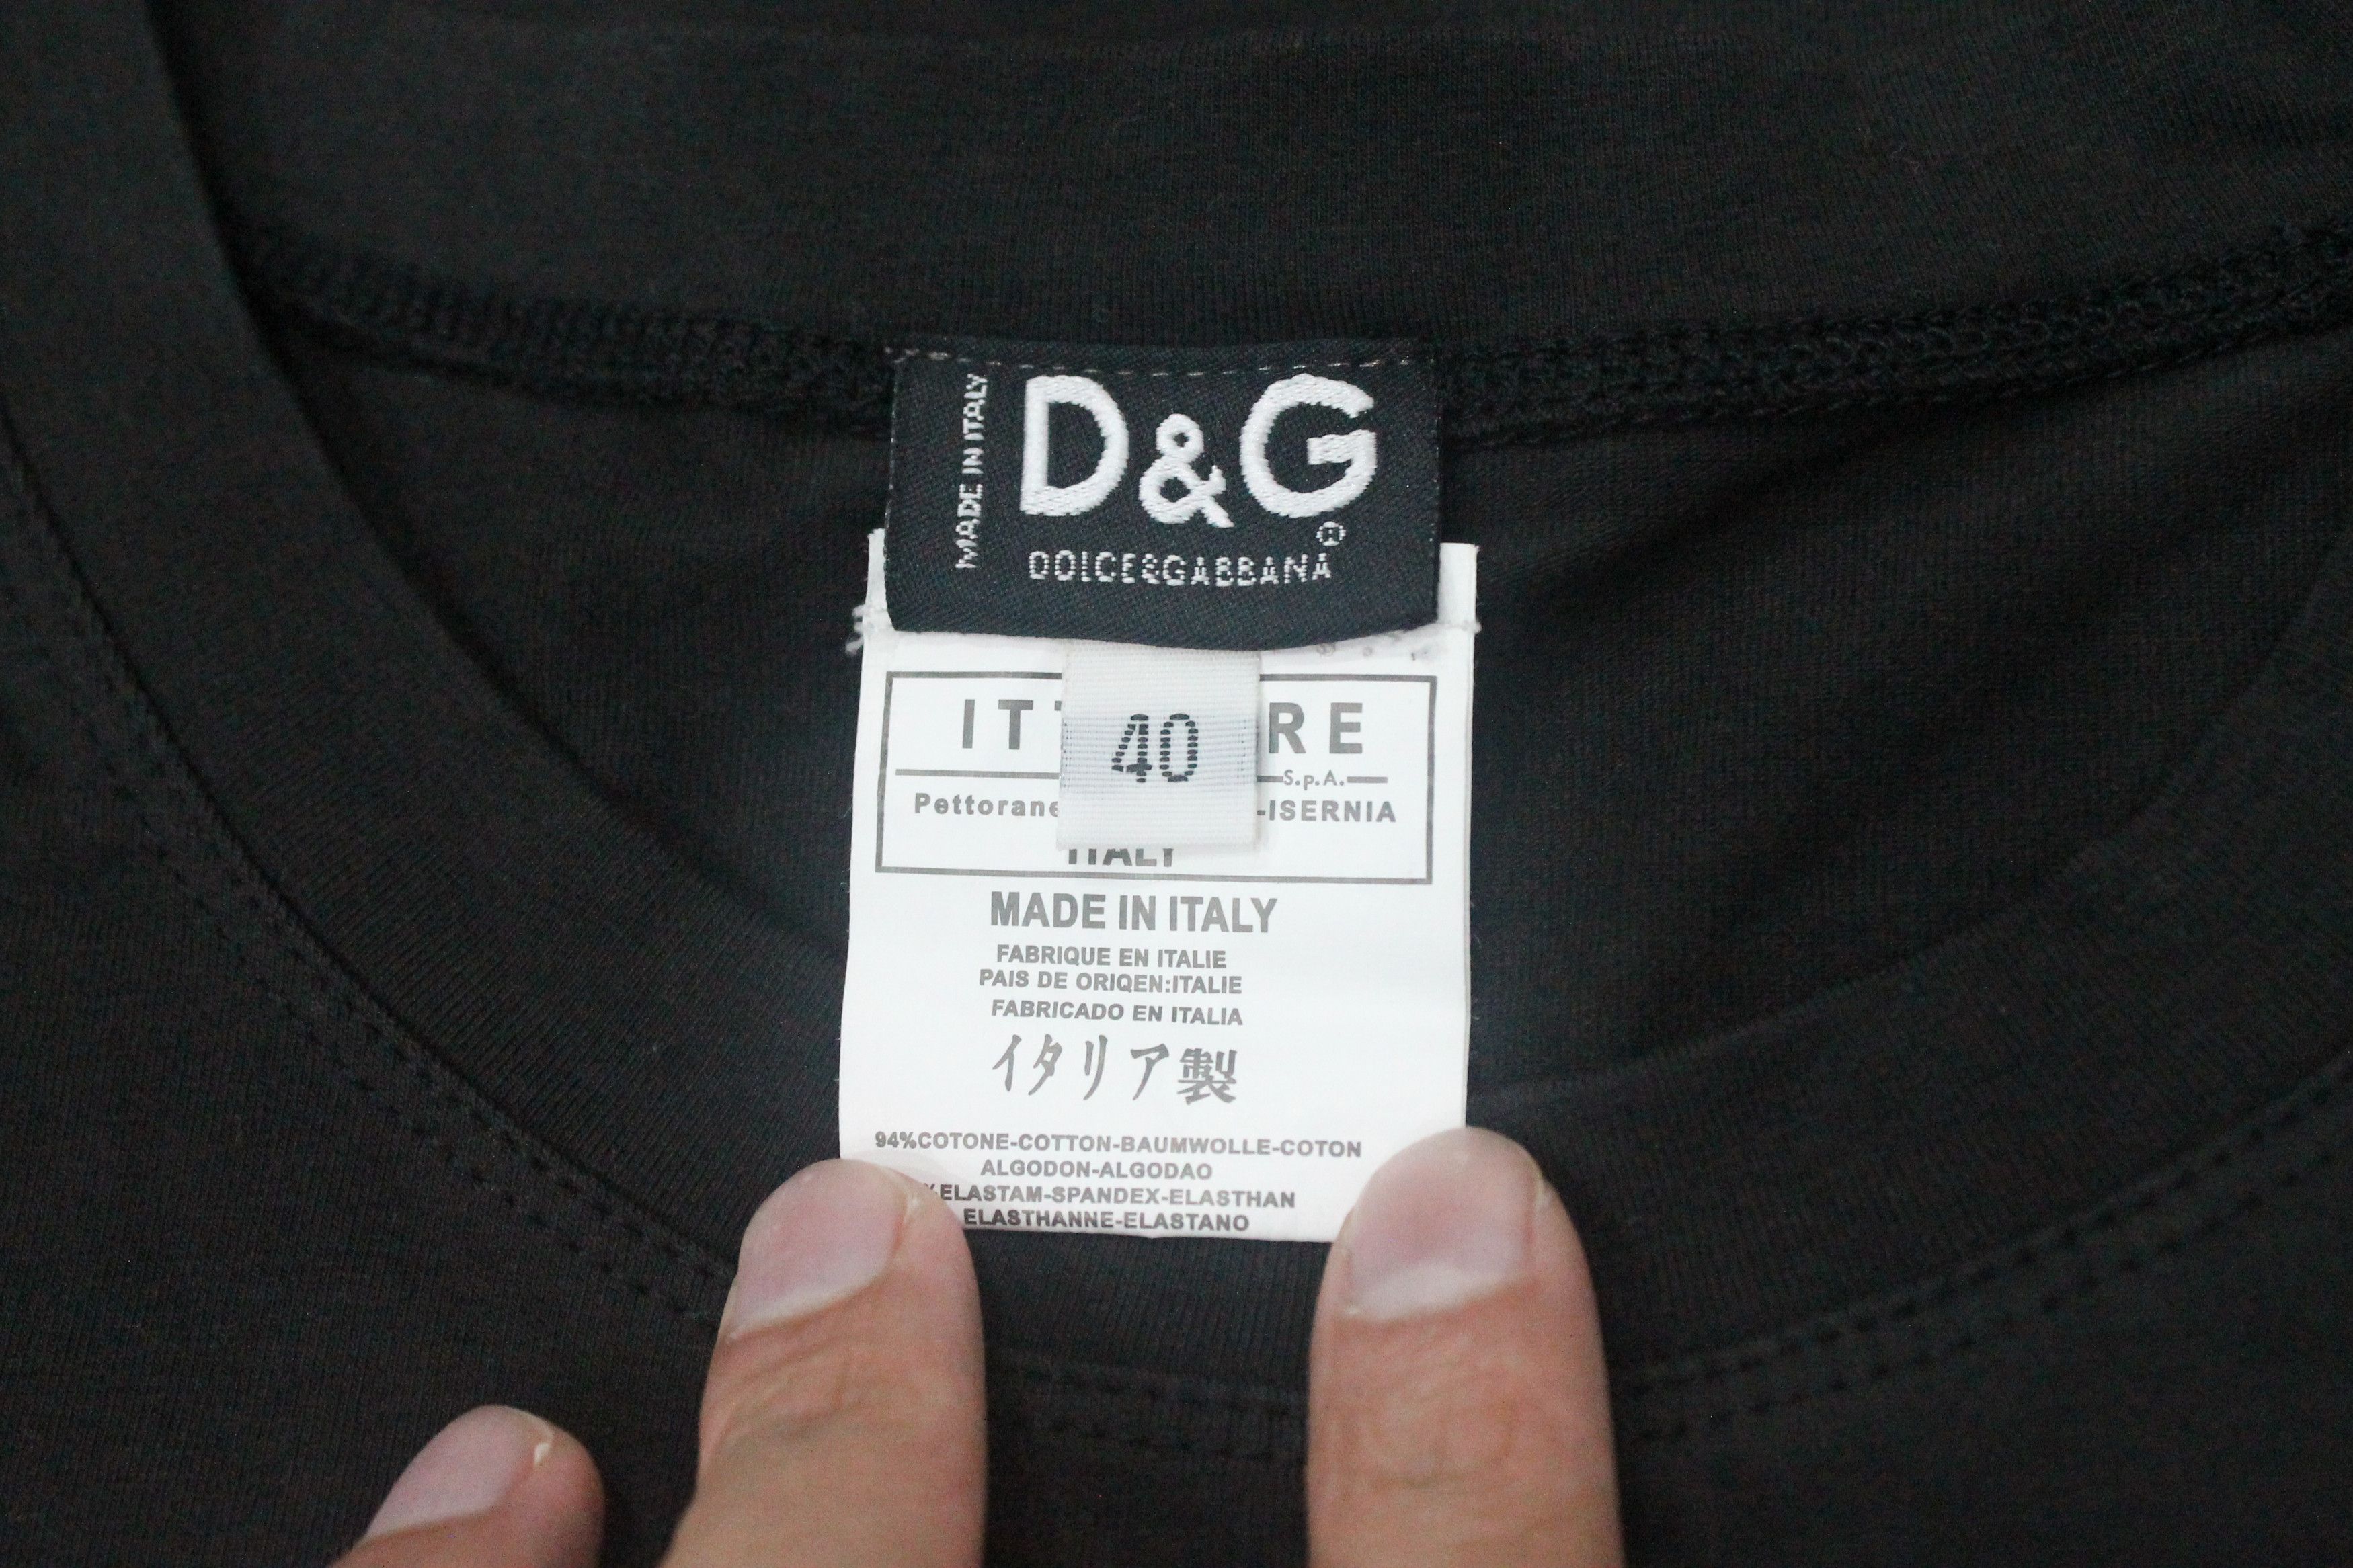 MADE IN ITALY
D&G
®
DOLCE&GABBANA
40
S.p.A.
-ISERNIA
ITALY
MADE IN ITALY
FABRIQUE EN ITALIE
PAIS DE ORIQEN:ITALIE
FABRICADO EN ITALIA
イタリア製
94%COTONE-COTTON-BAUMWOLLE-COTON
ALGODON-ALGODAO
%ELASTAM-SPANDEX-ELASTHAN
ELASTHANNE-ELASTANO